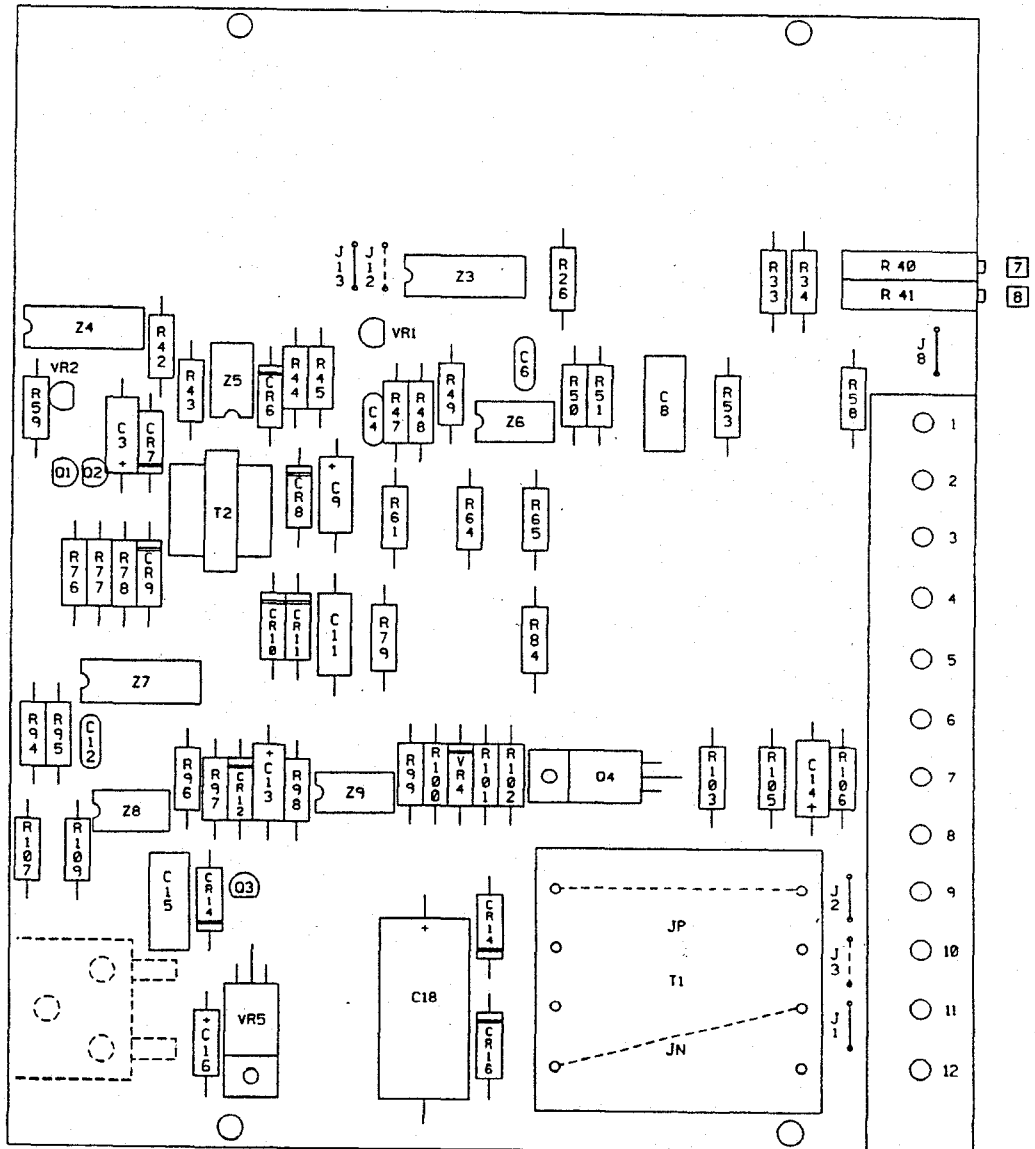 J13
J12
Z3
R26
R33
R34
R 40
7
R 41
8
Z4
R42
VR1
J8
VR2
R59
R43
Z5
CR6
R44
R45
C4
R47
R48
R49
C6
Z6
R50
R51
C8
R53
R58
C3
+
CR7
1
Q1
Q2
T2
CR8
+
C9
R61
R64
R65
2
3
R76
R77
R78
CR9
4
CR10
CR11
C11
R79
R84
5
Z7
6
R94
R95
C12
R96
R97
CR12
+
C13
R98
Z9
R99
R100
VR4
R101
R102
Q4
R103
R105
C14
+
R106
7
Z8
8
R107
R109
C15
CR14
Q3
CR14
J2
9
JP
+
J3
10
T1
C18
J1
11
+
C16
VR5
CR16
JN
12